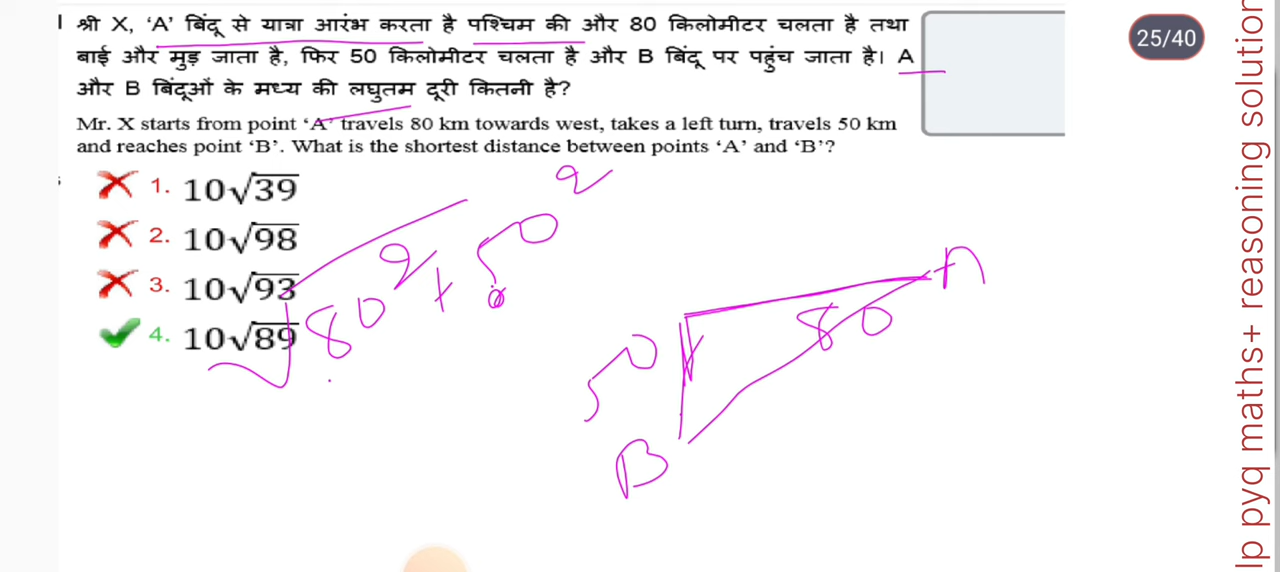 1 श्री X, ‘A’ बिंदू से यात्रा आरंभ करता है पश्चिम की और 80 किलोमीटर चलता है तथा
बाई और मुड़ जाता है, फिर 50 किलोमीटर चलता है और B बिंदू पर पहुंच जाता है। A
और B बिंदूओं के मध्य की लघुतम दूरी कितनी है?
Mr. X starts from point ‘A’ travels 80 km towards west, takes a left turn, travels 50 km
and reaches point ‘B’. What is the shortest distance between points ‘A’ and ‘B’?
1. 10√39
2. 10√98
3. 10√93
4. 10√89
√80² + 50²
A
80
50
B
25/40
lp pyq maths+ reasoning solution